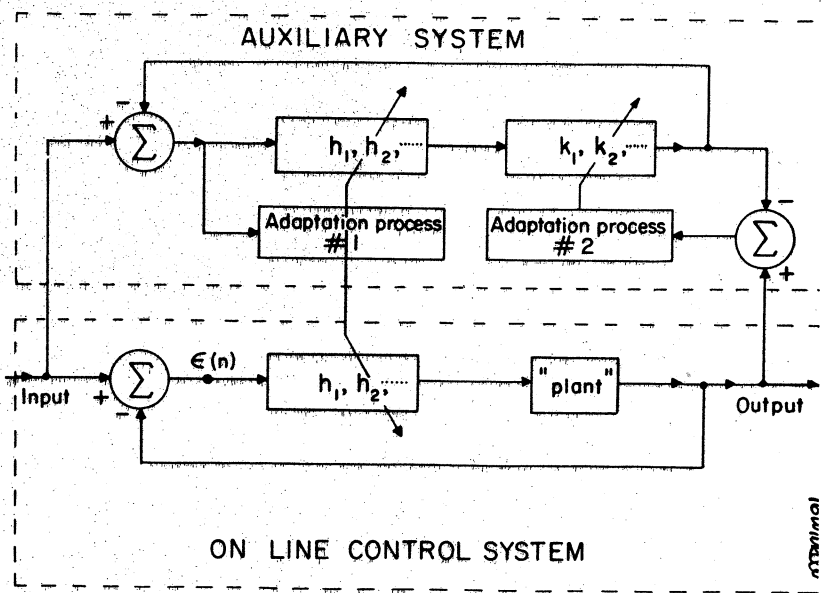 AUXILIARY SYSTEM
+ −
Σ
h₁, h₂, ······
k₁, k₂, ······
Adaptation process
#1
Adaptation process
#2
−
Σ
+
ϵ(n)
Σ
h₁, h₂, ······
"plant"
Input
+
−
Output
ON LINE CONTROL SYSTEM